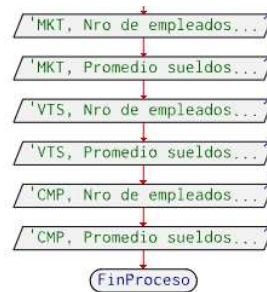 'MKT, Nro de empleados...'
'MKT, Promedio sueldos...'
'VTS, Nro de empleados...'
'VTS, Promedio sueldos...'
'CMP, Nro de empleados...'
'CMP, Promedio sueldos...'
FinProceso